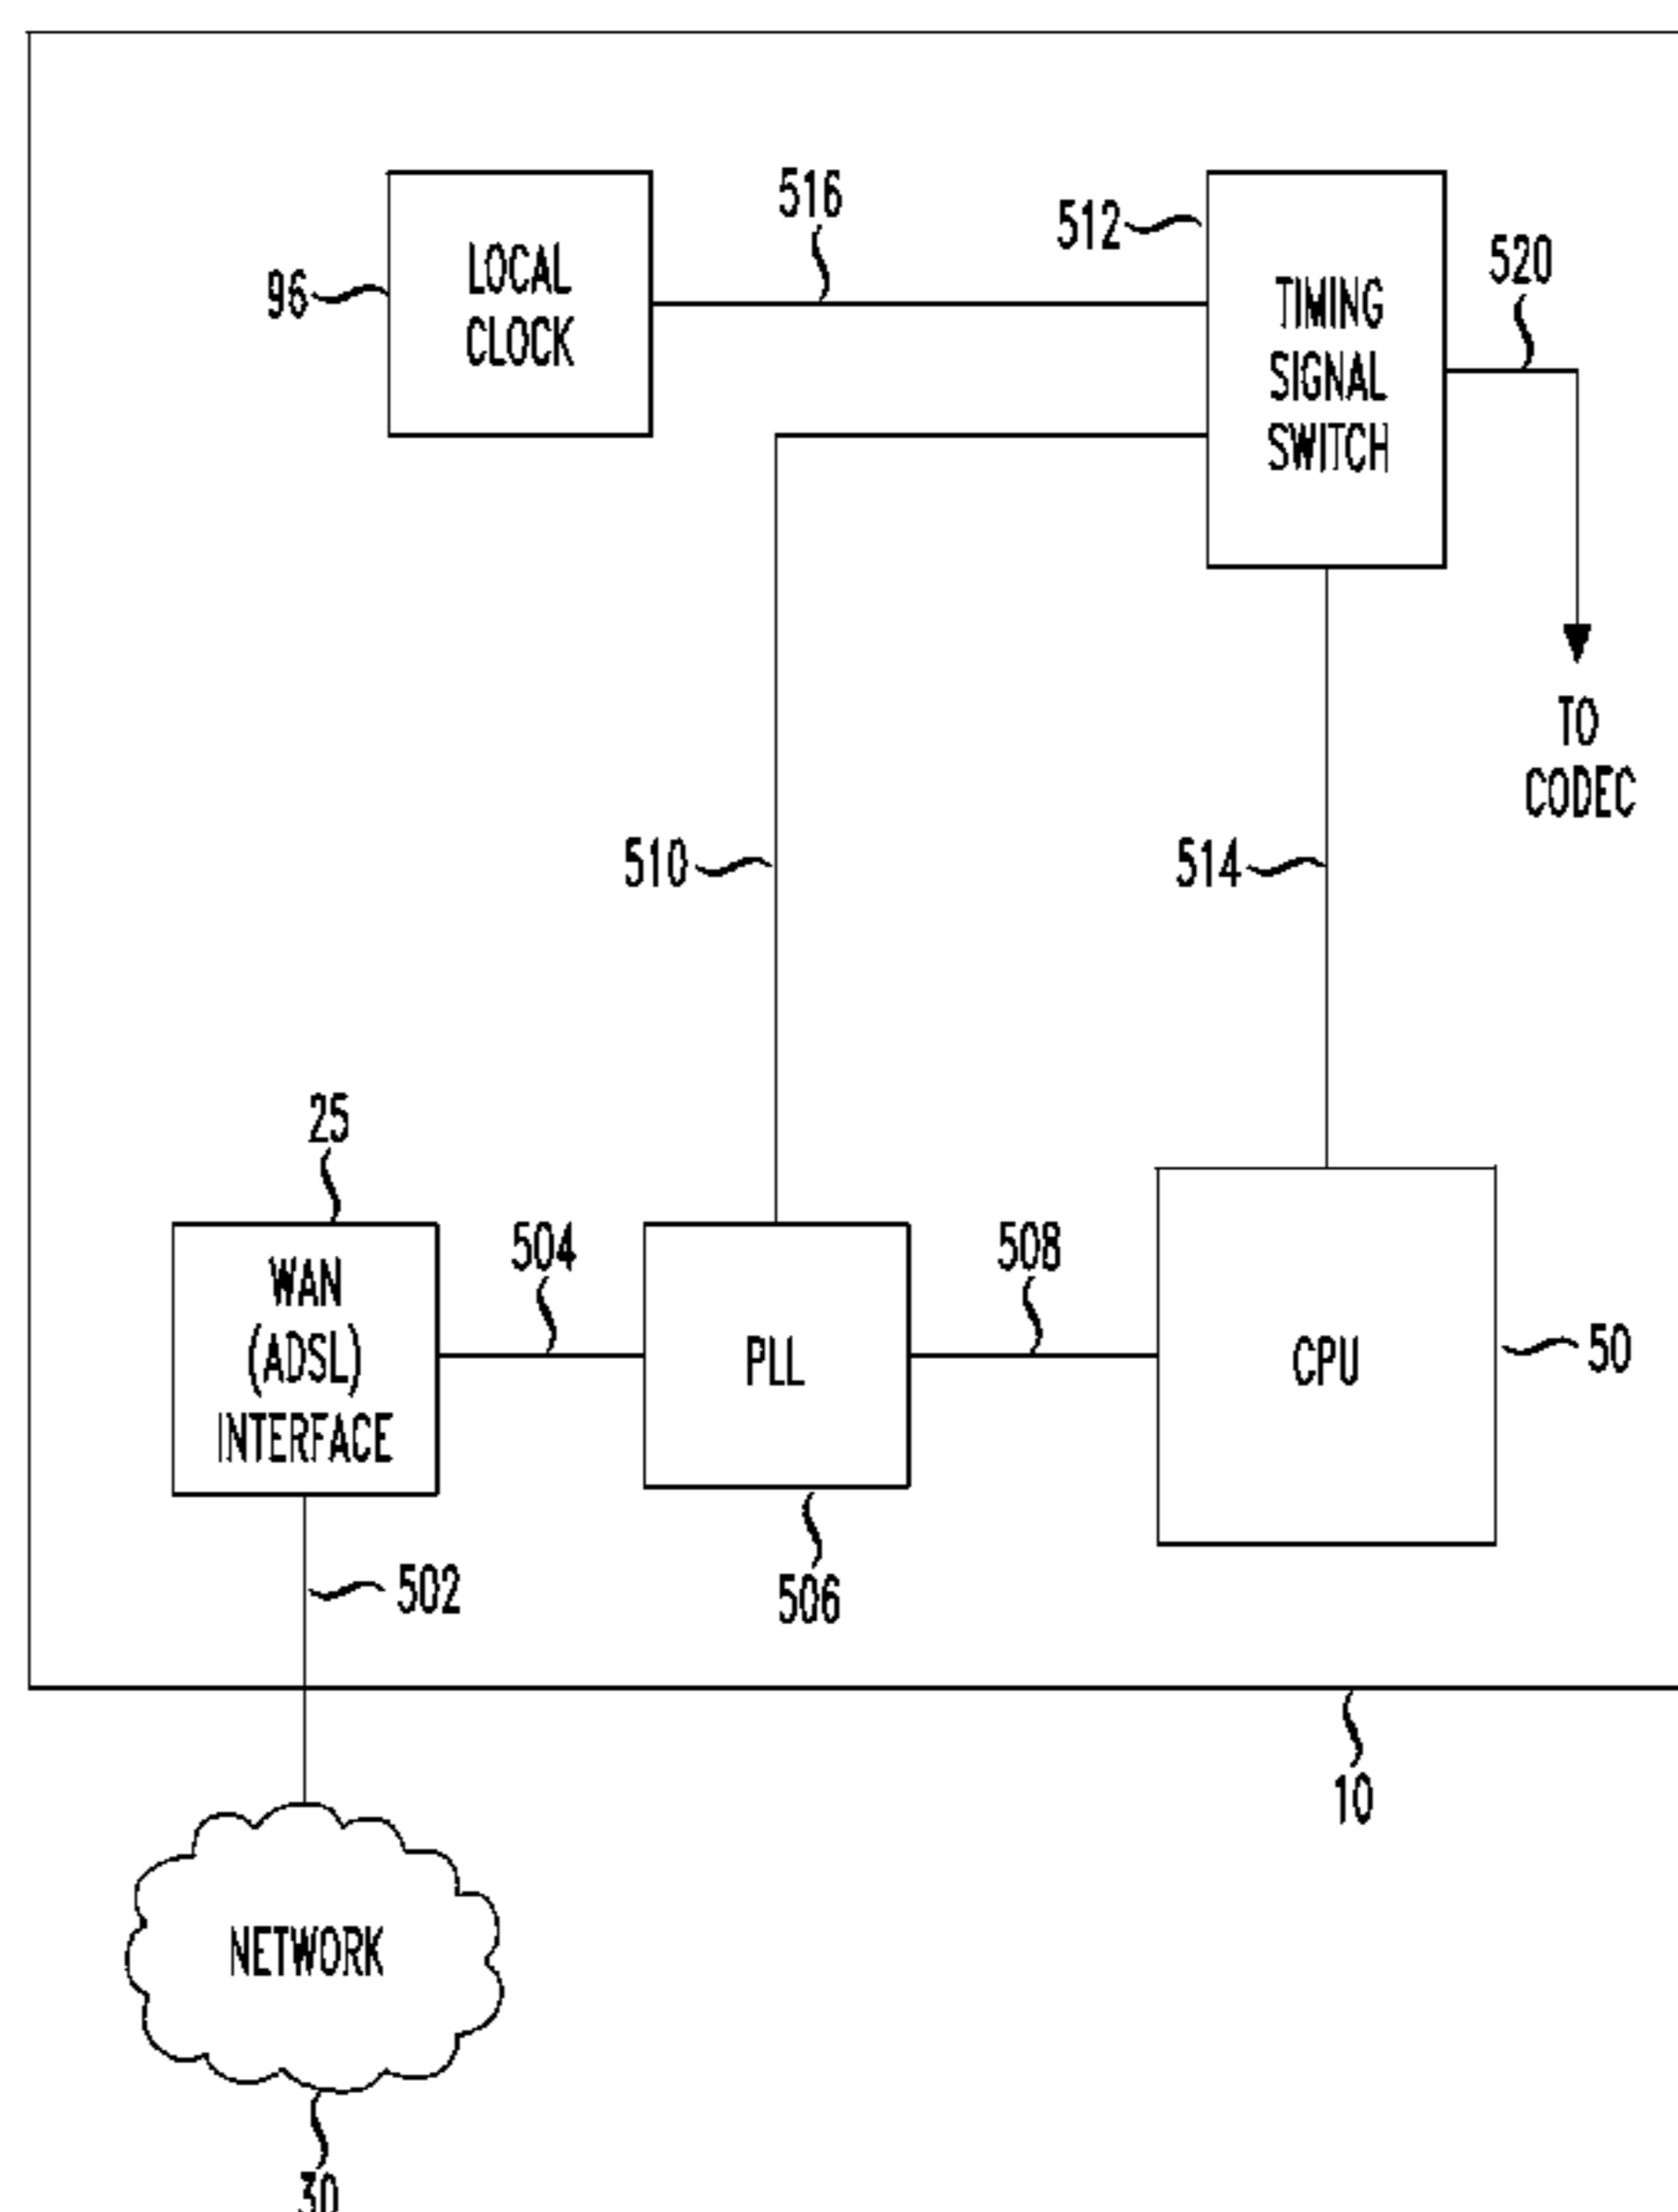 516
512
520
96
LOCAL
CLOCK
TIMING
SIGNAL
SWITCH
TO
CODEC
510
514
25
504
508
WAN
(ADSL)
INTERFACE
PLL
CPU
50
502
506
10
NETWORK
30